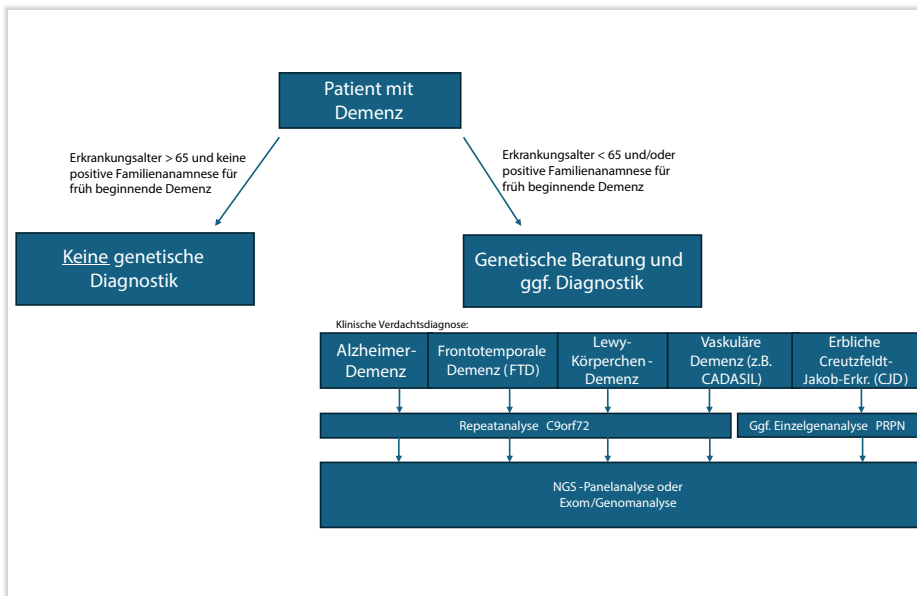 Patient mit
Demenz
Erkrankungsalter > 65 und keine
positive Familienanamnese für
früh beginnende Demenz
Erkrankungsalter < 65 und/oder
positive Familienanamnese für
früh beginnende Demenz
Keine genetische
Diagnostik
Genetische Beratung und
ggf. Diagnostik
Klinische Verdachtsdiagnose:
Alzheimer-
Demenz
Frontotemporale
Demenz (FTD)
Lewy-
Körperchen-
Demenz
Vaskuläre
Demenz (z.B.
CADASIL)
Erbliche
Creutzfeldt-
Jakob-Erkr. (CJD)
Repeatanalyse C9orf72
Ggf. Einzelgenanalyse PRPN
NGS-Panelanalyse oder
Exom/Genomanalyse